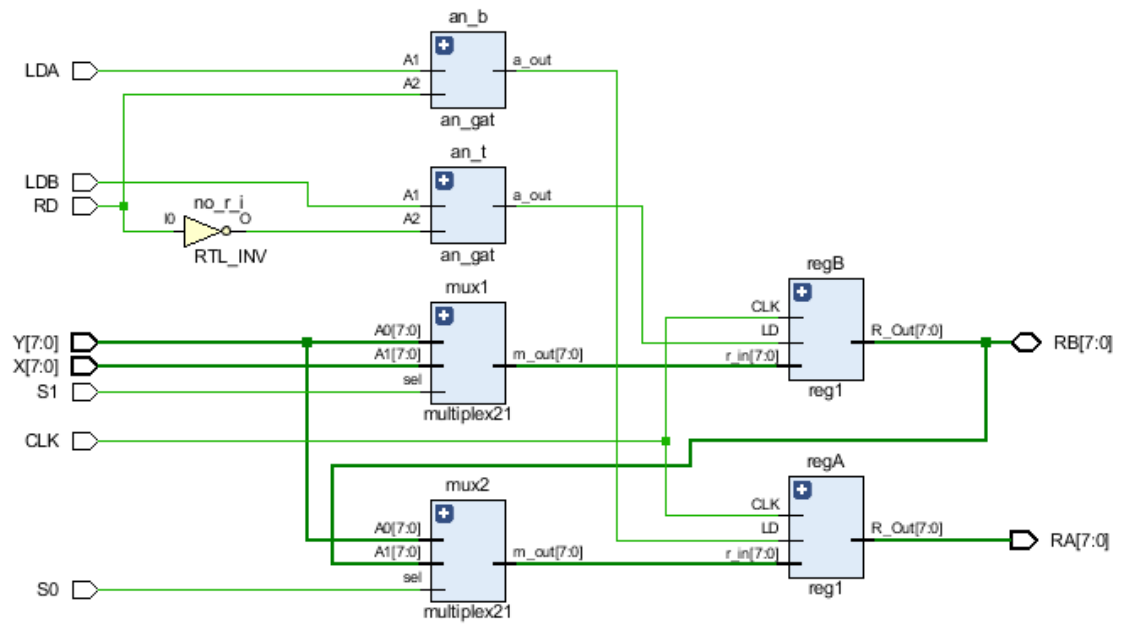 an_b
LDA
A1
a_out
A2
an_gat
an_t
LDB
A1
a_out
RD
no_r_i
I0
O
A2
RTL_INV
an_gat
regB
mux1
CLK
Y[7:0]
A0[7:0]
LD
R_Out[7:0]
RB[7:0]
X[7:0]
A1[7:0]
m_out[7:0]
r_in[7:0]
S1
sel
reg1
multiplex21
CLK
regA
mux2
CLK
A0[7:0]
LD
R_Out[7:0]
RA[7:0]
A1[7:0]
m_out[7:0]
r_in[7:0]
S0
sel
reg1
multiplex21